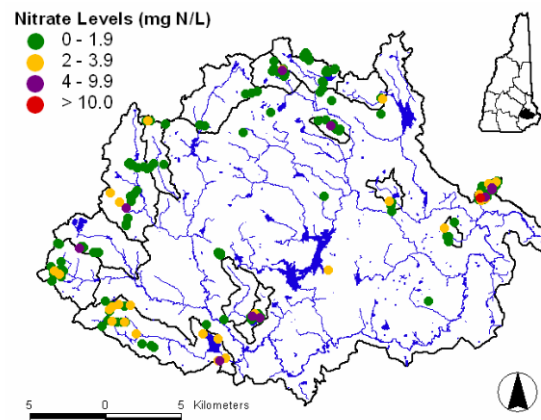 Nitrate Levels (mg N/L)
0 - 1.9
2 - 3.9
4 - 9.9
> 10.0
5 0 5 Kilometers